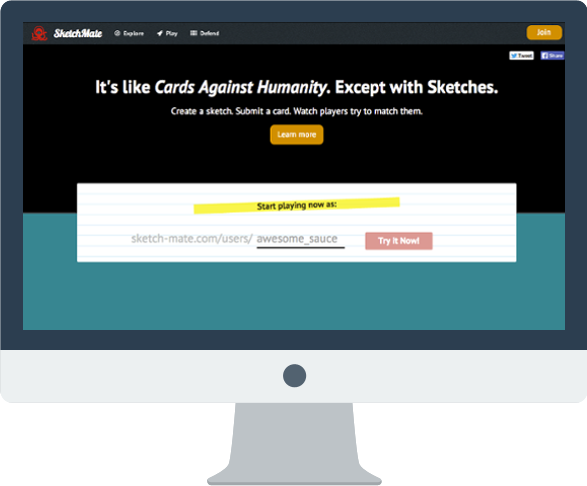 SketchMate Explore Play Defend Join
Tweet Share
It's like Cards Against Humanity. Except with Sketches.
Create a sketch. Submit a card. Watch players try to match them.
Learn more
Start playing now as:
sketch-mate.com/users/ awesome_sauce Try It Now!